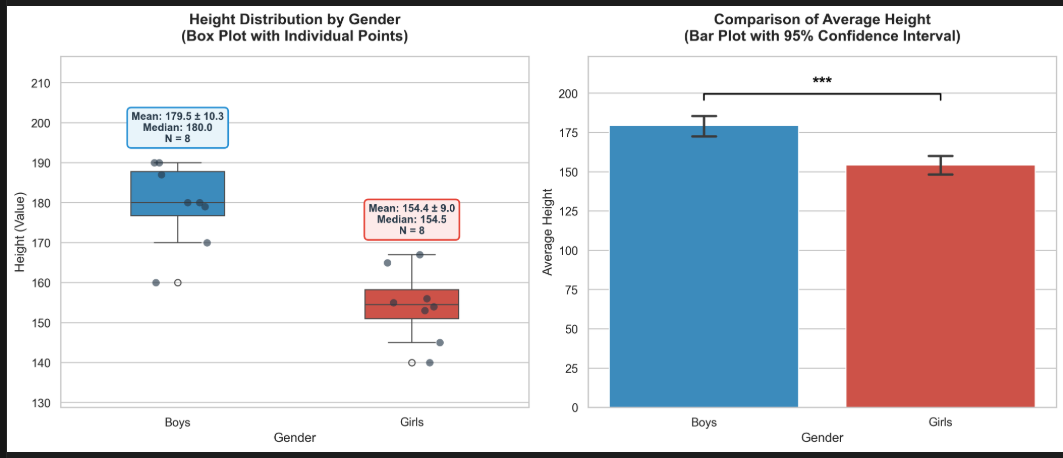 Height Distribution by Gender
(Box Plot with Individual Points)
Height (Value)
210
200
190
180
170
160
150
140
130
Mean: 179.5 ± 10.3
Median: 180.0
N = 8
Mean: 154.4 ± 9.0
Median: 154.5
N = 8
Boys
Girls
Gender
Comparison of Average Height
(Bar Plot with 95% Confidence Interval)
Average Height
200
175
150
125
100
75
50
25
0
***
Boys
Girls
Gender